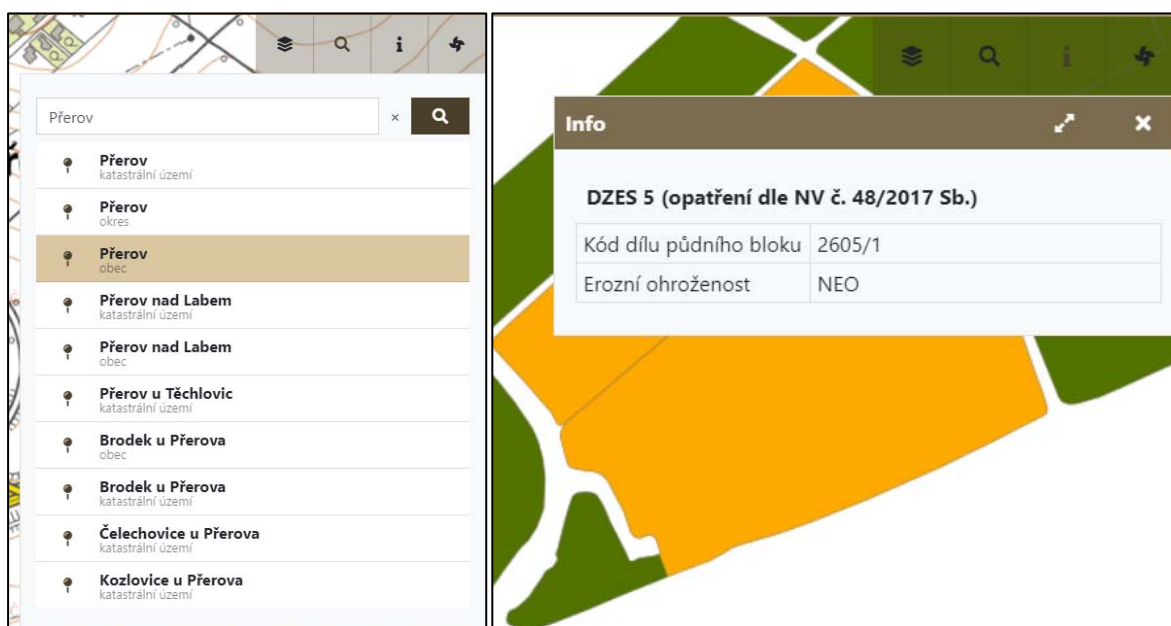 Přerov
×
Přerov
katastrální území
Přerov
okres
Přerov
obec
Přerov nad Labem
katastrální území
Přerov nad Labem
obec
Přerov u Těchlovic
katastrální území
Brodek u Přerova
obec
Brodek u Přerova
katastrální území
Čelechovice u Přerova
katastrální území
Kozlovice u Přerova
katastrální území
Info
DZES 5 (opatření dle NV č. 48/2017 Sb.)
Kód dílu půdního bloku 2605/1
Erozní ohroženost NEO